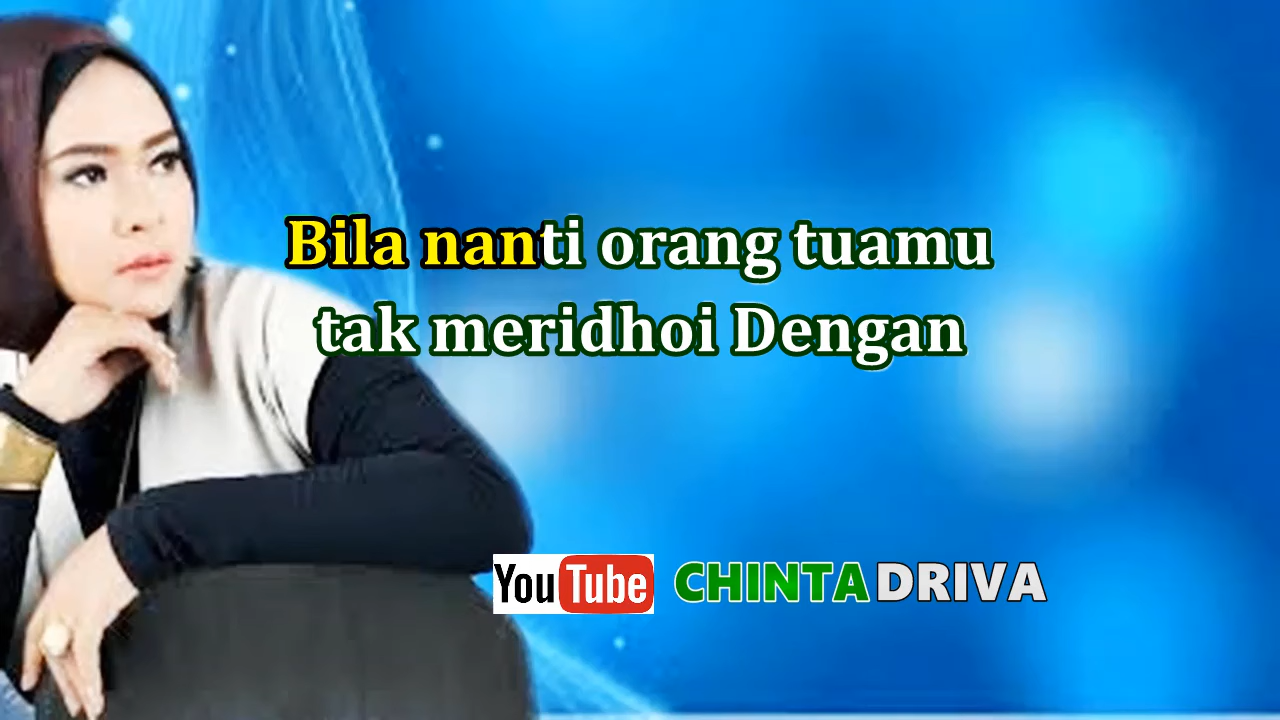 Bila nanti orang tuamu
tak meridhoi Dengan
YouTube CHINTA DRIVA